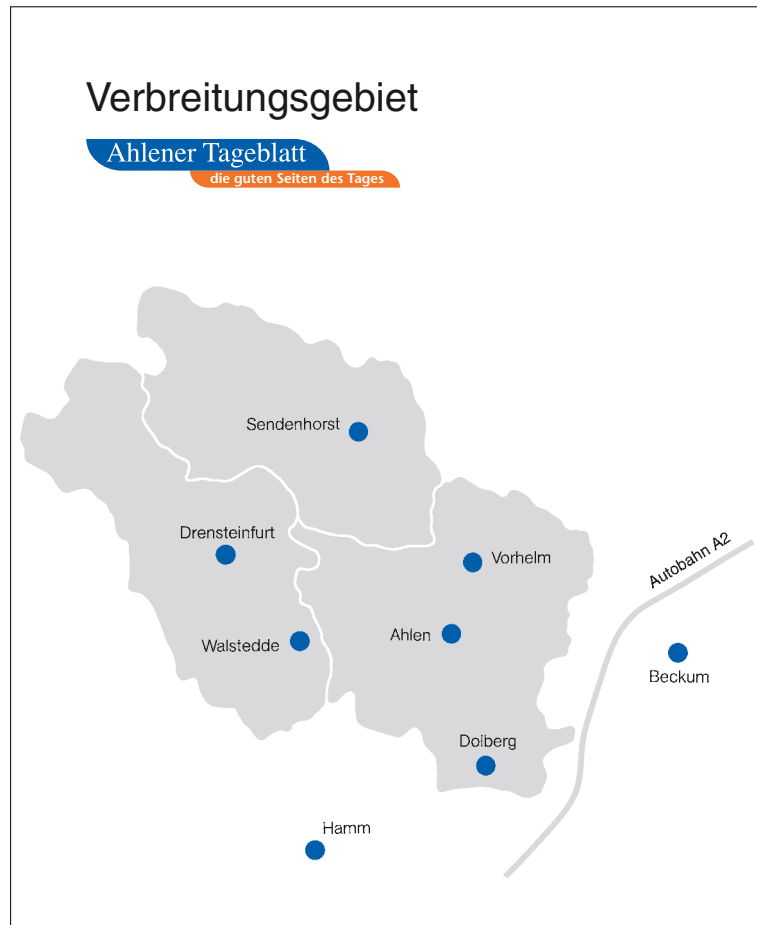 Verbreitungsgebiet
Ahlener Tageblatt
die guten Seiten des Tages
Sendenhorst
Drensteinfurt
Vorhelm
Autobahn A2
Ahlen
Walstedde
Beckum
Dolberg
Hamm